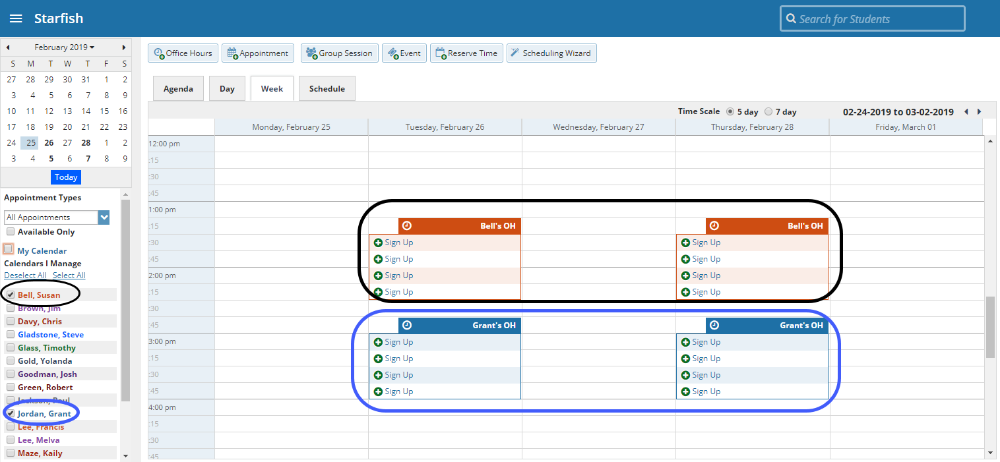 Starfish
Search for Students
February 2019
S M T W T F S
27 28 29 30 31 1 2
3 4 5 6 7 8 9
10 11 12 13 14 15 16
17 18 19 20 21 22 23
24 25 26 27 28 1 2
3 4 5 6 7 8 9
Today
Appointment Types
All Appointments
Available Only
My Calendar
Calendars I Manage
Deselect All Select All
Bell, Susan
Brown, Jim
Davy, Chris
Gladstone, Steve
Glass, Timothy
Gold, Yolanda
Goodman, Josh
Green, Robert
Jackson, Paul
Jordan, Grant
Lee, Francis
Lee, Melva
Maze, Kaily
Office Hours Appointment Group Session Event Reserve Time Scheduling Wizard
Agenda Day Week Schedule
Time Scale 5 day 7 day 02-24-2019 to 03-02-2019
Monday, February 25 Tuesday, February 26 Wednesday, February 27 Thursday, February 28 Friday, March 01
12:00 pm
:15
:30
:45
1:00 pm
:15 Bell's OH Bell's OH
:30 Sign Up Sign Up
:45 Sign Up Sign Up
2:00 pm Sign Up Sign Up
:15 Sign Up Sign Up
:30
:45 Grant's OH Grant's OH
3:00 pm Sign Up Sign Up
:15 Sign Up Sign Up
:30 Sign Up Sign Up
:45 Sign Up Sign Up
4:00 pm
:15
:30
:45